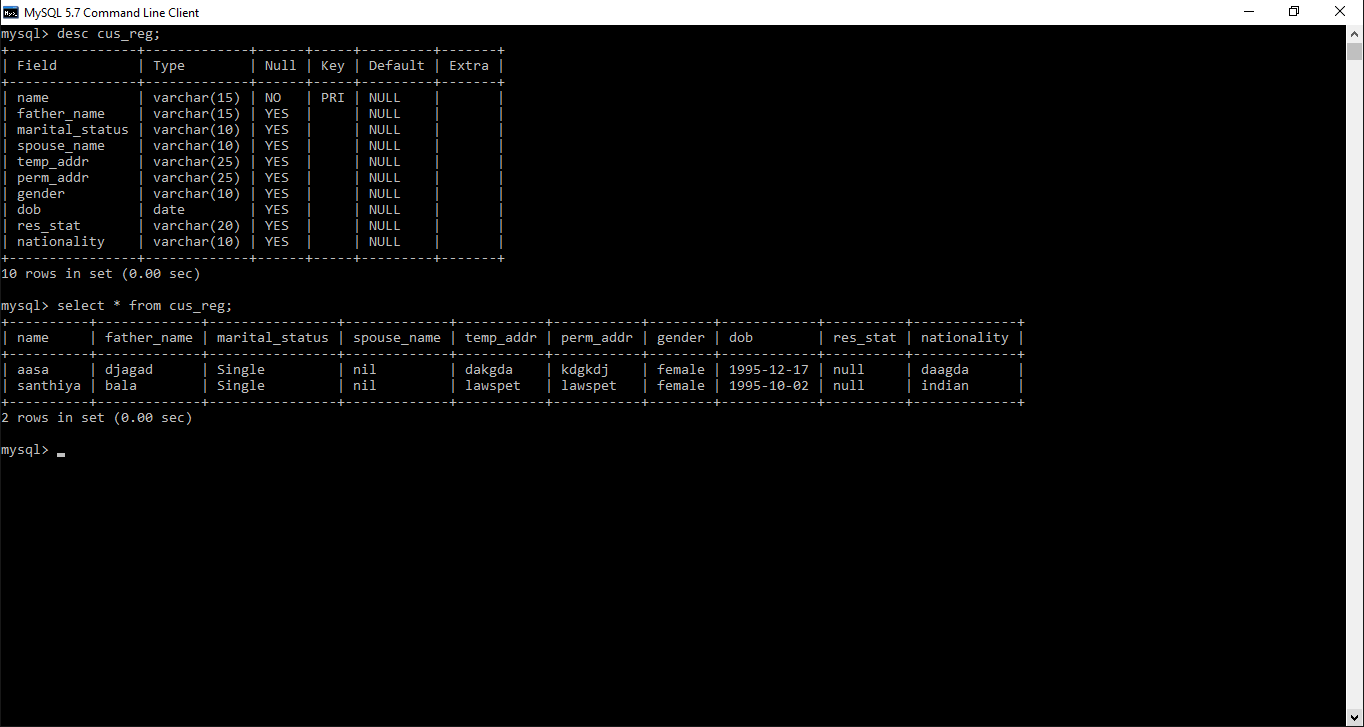 MySQL 5.7 Command Line Client
mysql> desc cus_reg;
+----------------+-------------+------+-----+---------+-------+
| Field          | Type        | Null | Key | Default | Extra |
+----------------+-------------+------+-----+---------+-------+
| name           | varchar(15) | NO   | PRI | NULL    |       |
| father_name    | varchar(15) | YES  |     | NULL    |       |
| marital_status | varchar(10) | YES  |     | NULL    |       |
| spouse_name    | varchar(10) | YES  |     | NULL    |       |
| temp_addr      | varchar(25) | YES  |     | NULL    |       |
| perm_addr      | varchar(25) | YES  |     | NULL    |       |
| gender         | varchar(10) | YES  |     | NULL    |       |
| dob            | date        | YES  |     | NULL    |       |
| res_stat       | varchar(20) | YES  |     | NULL    |       |
| nationality    | varchar(10) | YES  |     | NULL    |       |
+----------------+-------------+------+-----+---------+-------+
10 rows in set (0.00 sec)
mysql> select * from cus_reg;
+----------+-------------+----------------+-------------+-----------+-----------+--------+------------+----------+-------------+
| name     | father_name | marital_status | spouse_name | temp_addr | perm_addr | gender | dob        | res_stat | nationality |
+----------+-------------+----------------+-------------+-----------+-----------+--------+------------+----------+-------------+
| aasa     | djagad      | Single         | nil         | dakgda    | kdgkdj    | female | 1995-12-17 | null     | daagda      |
| santhiya | bala        | Single         | nil         | lawspet   | lawspet   | female | 1995-10-02 | null     | indian      |
+----------+-------------+----------------+-------------+-----------+-----------+--------+------------+----------+-------------+
2 rows in set (0.00 sec)
mysql>